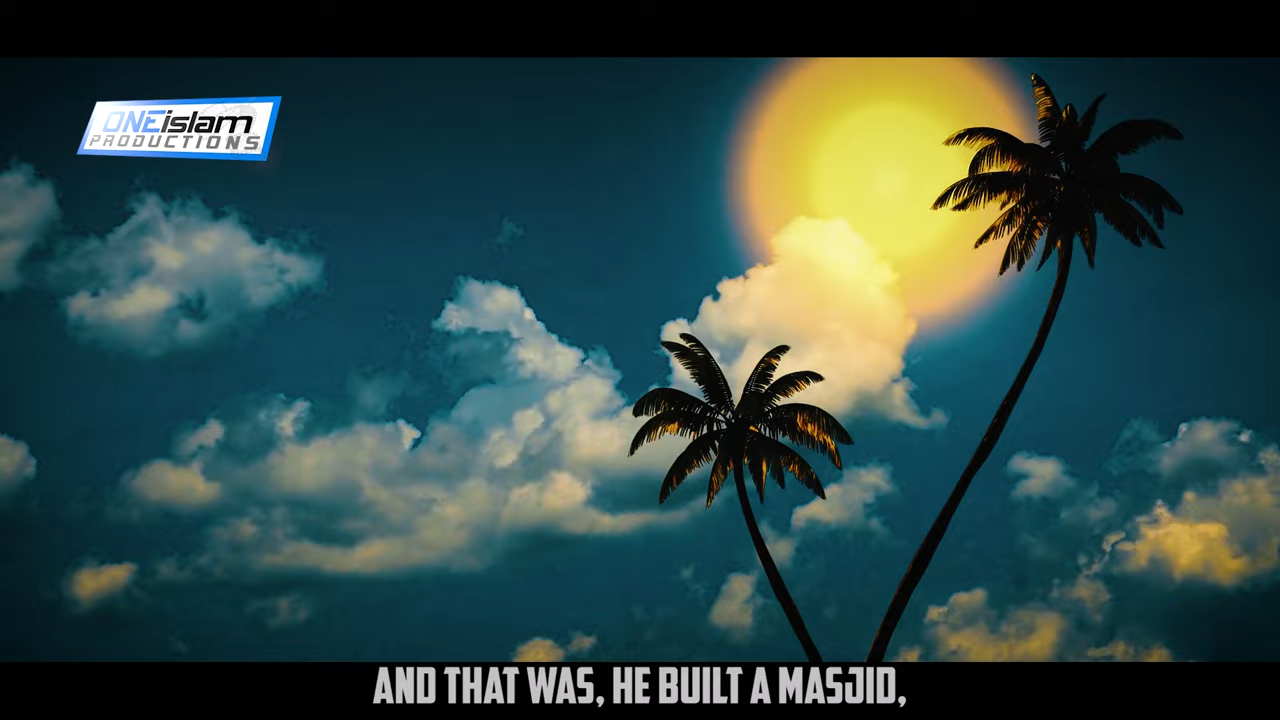 ONEislam
PRODUCTIONS
AND THAT WAS, HE BUILT A MASJID,